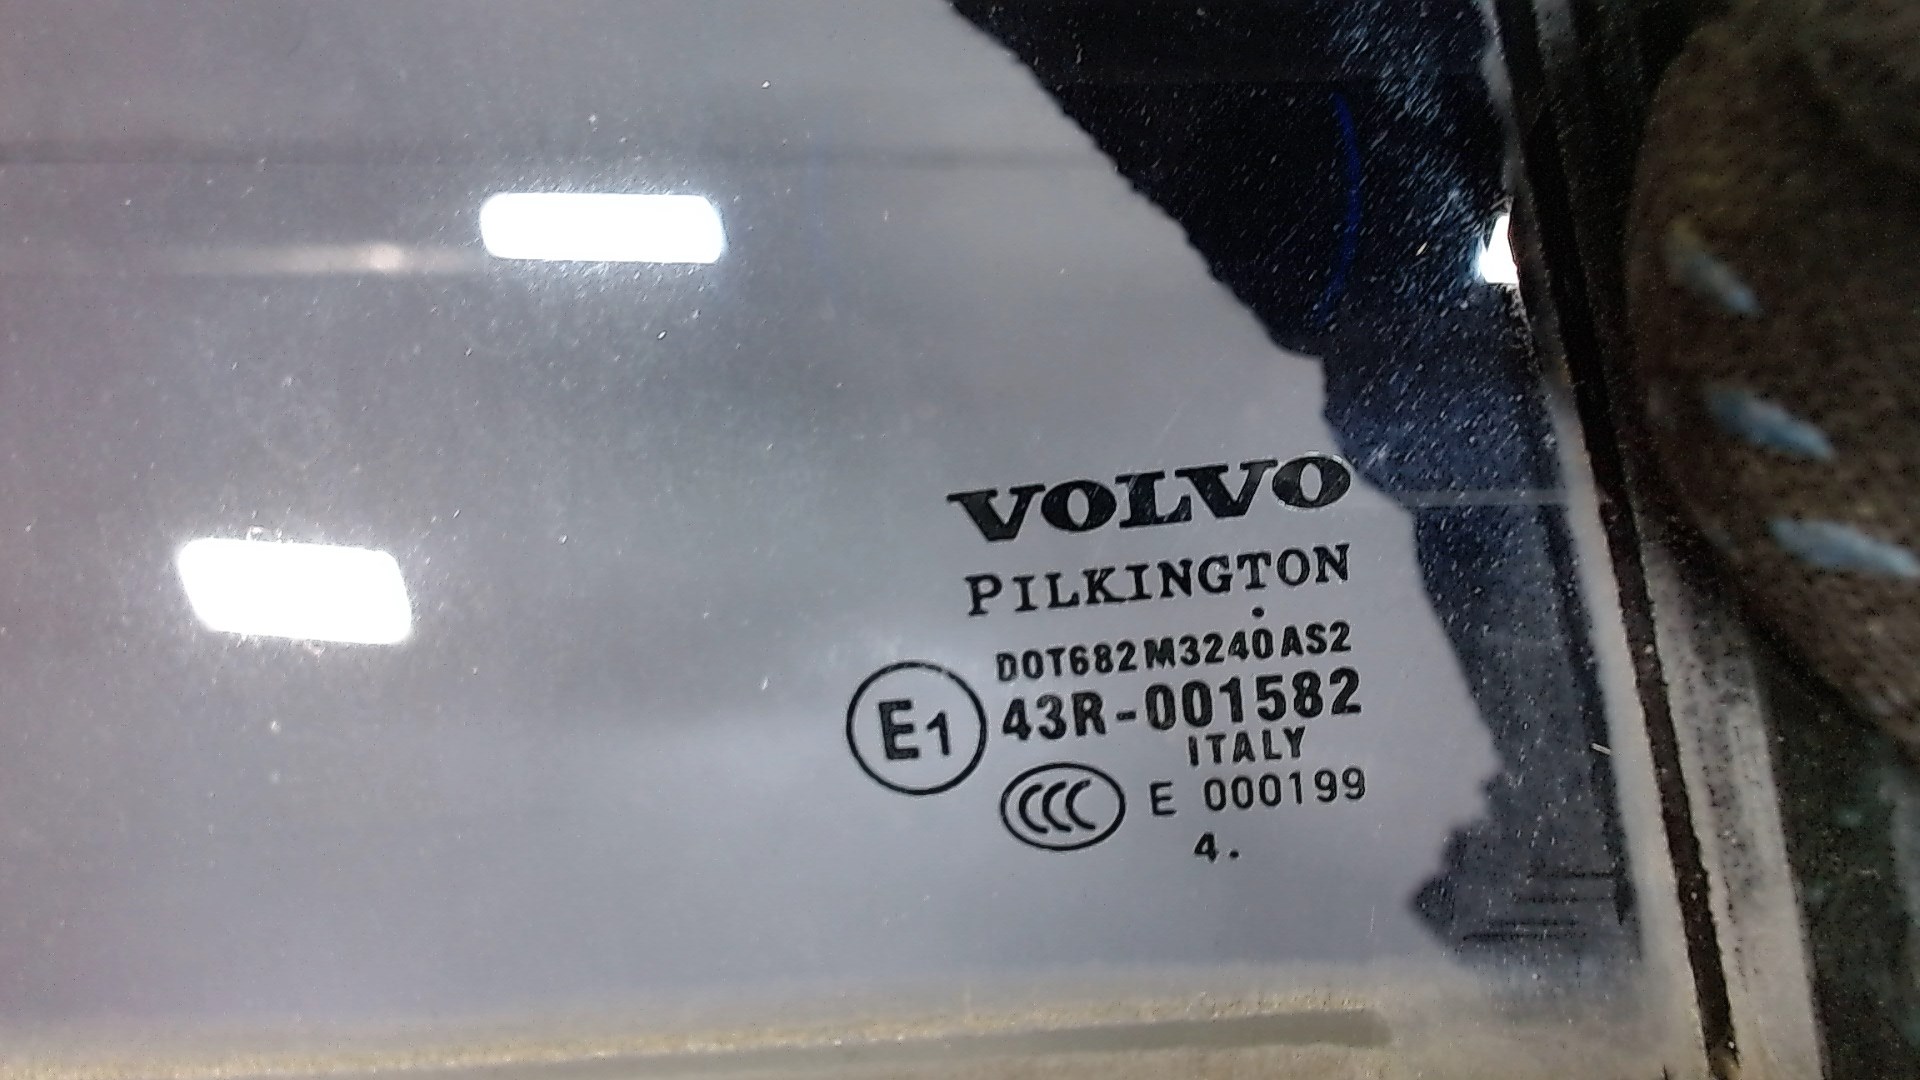 VOLVO
PILKINGTON
.
DOT682M3240AS2
E1 43R-001582
ITALY
CCC E 000199
4.